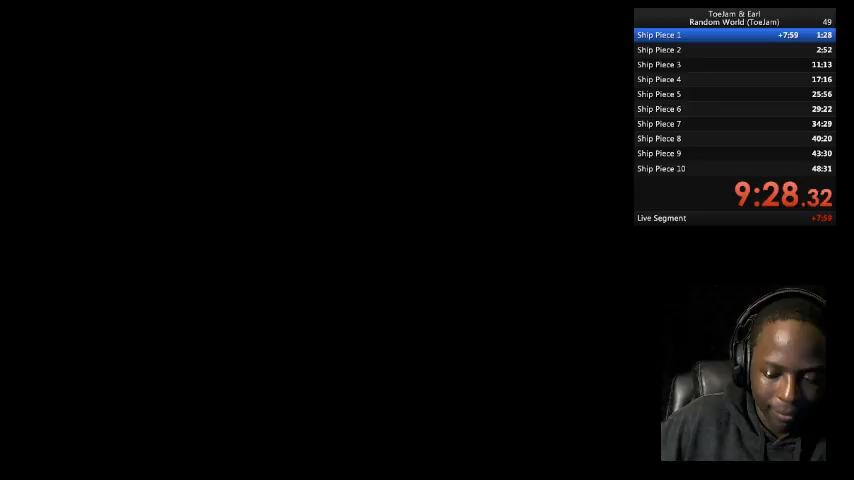 ToeJam & Earl
Random World (ToeJam) 49
Ship Piece 1 +7:59 1:28
Ship Piece 2 2:52
Ship Piece 3 11:13
Ship Piece 4 17:16
Ship Piece 5 25:56
Ship Piece 6 29:22
Ship Piece 7 34:29
Ship Piece 8 40:20
Ship Piece 9 43:30
Ship Piece 10 48:31
9:28.32
Live Segment +7:59